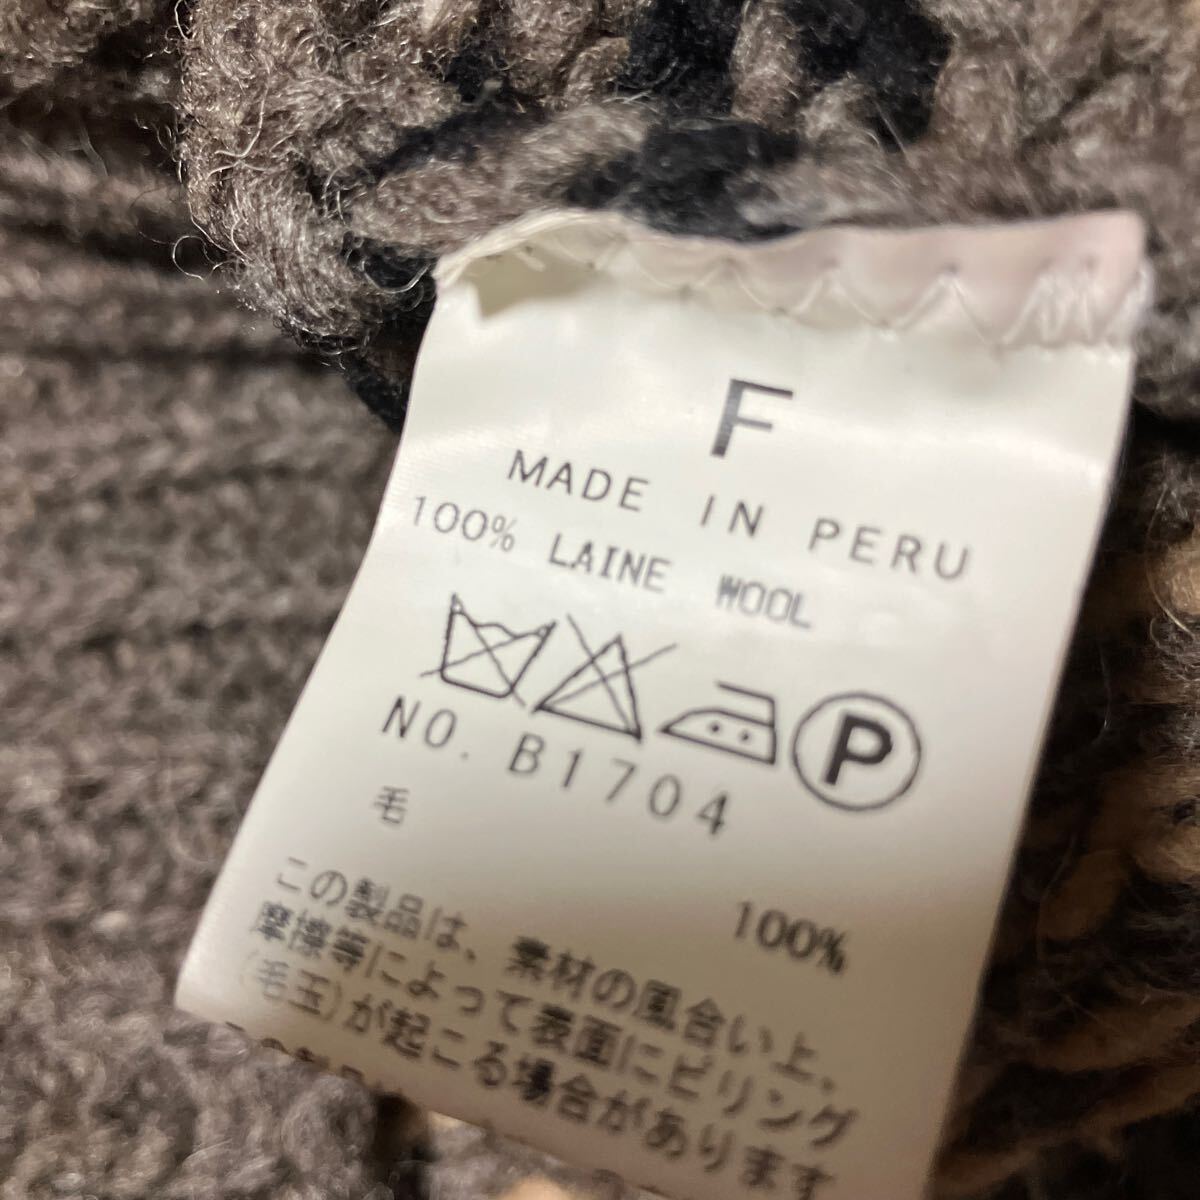 F
MADE IN PERU
100% LAINE WOOL
P
NO. B1704
毛 100%
この製品は、素材の風合い上、
摩擦等によって表面にピリング
(毛玉)が起こる場合があります